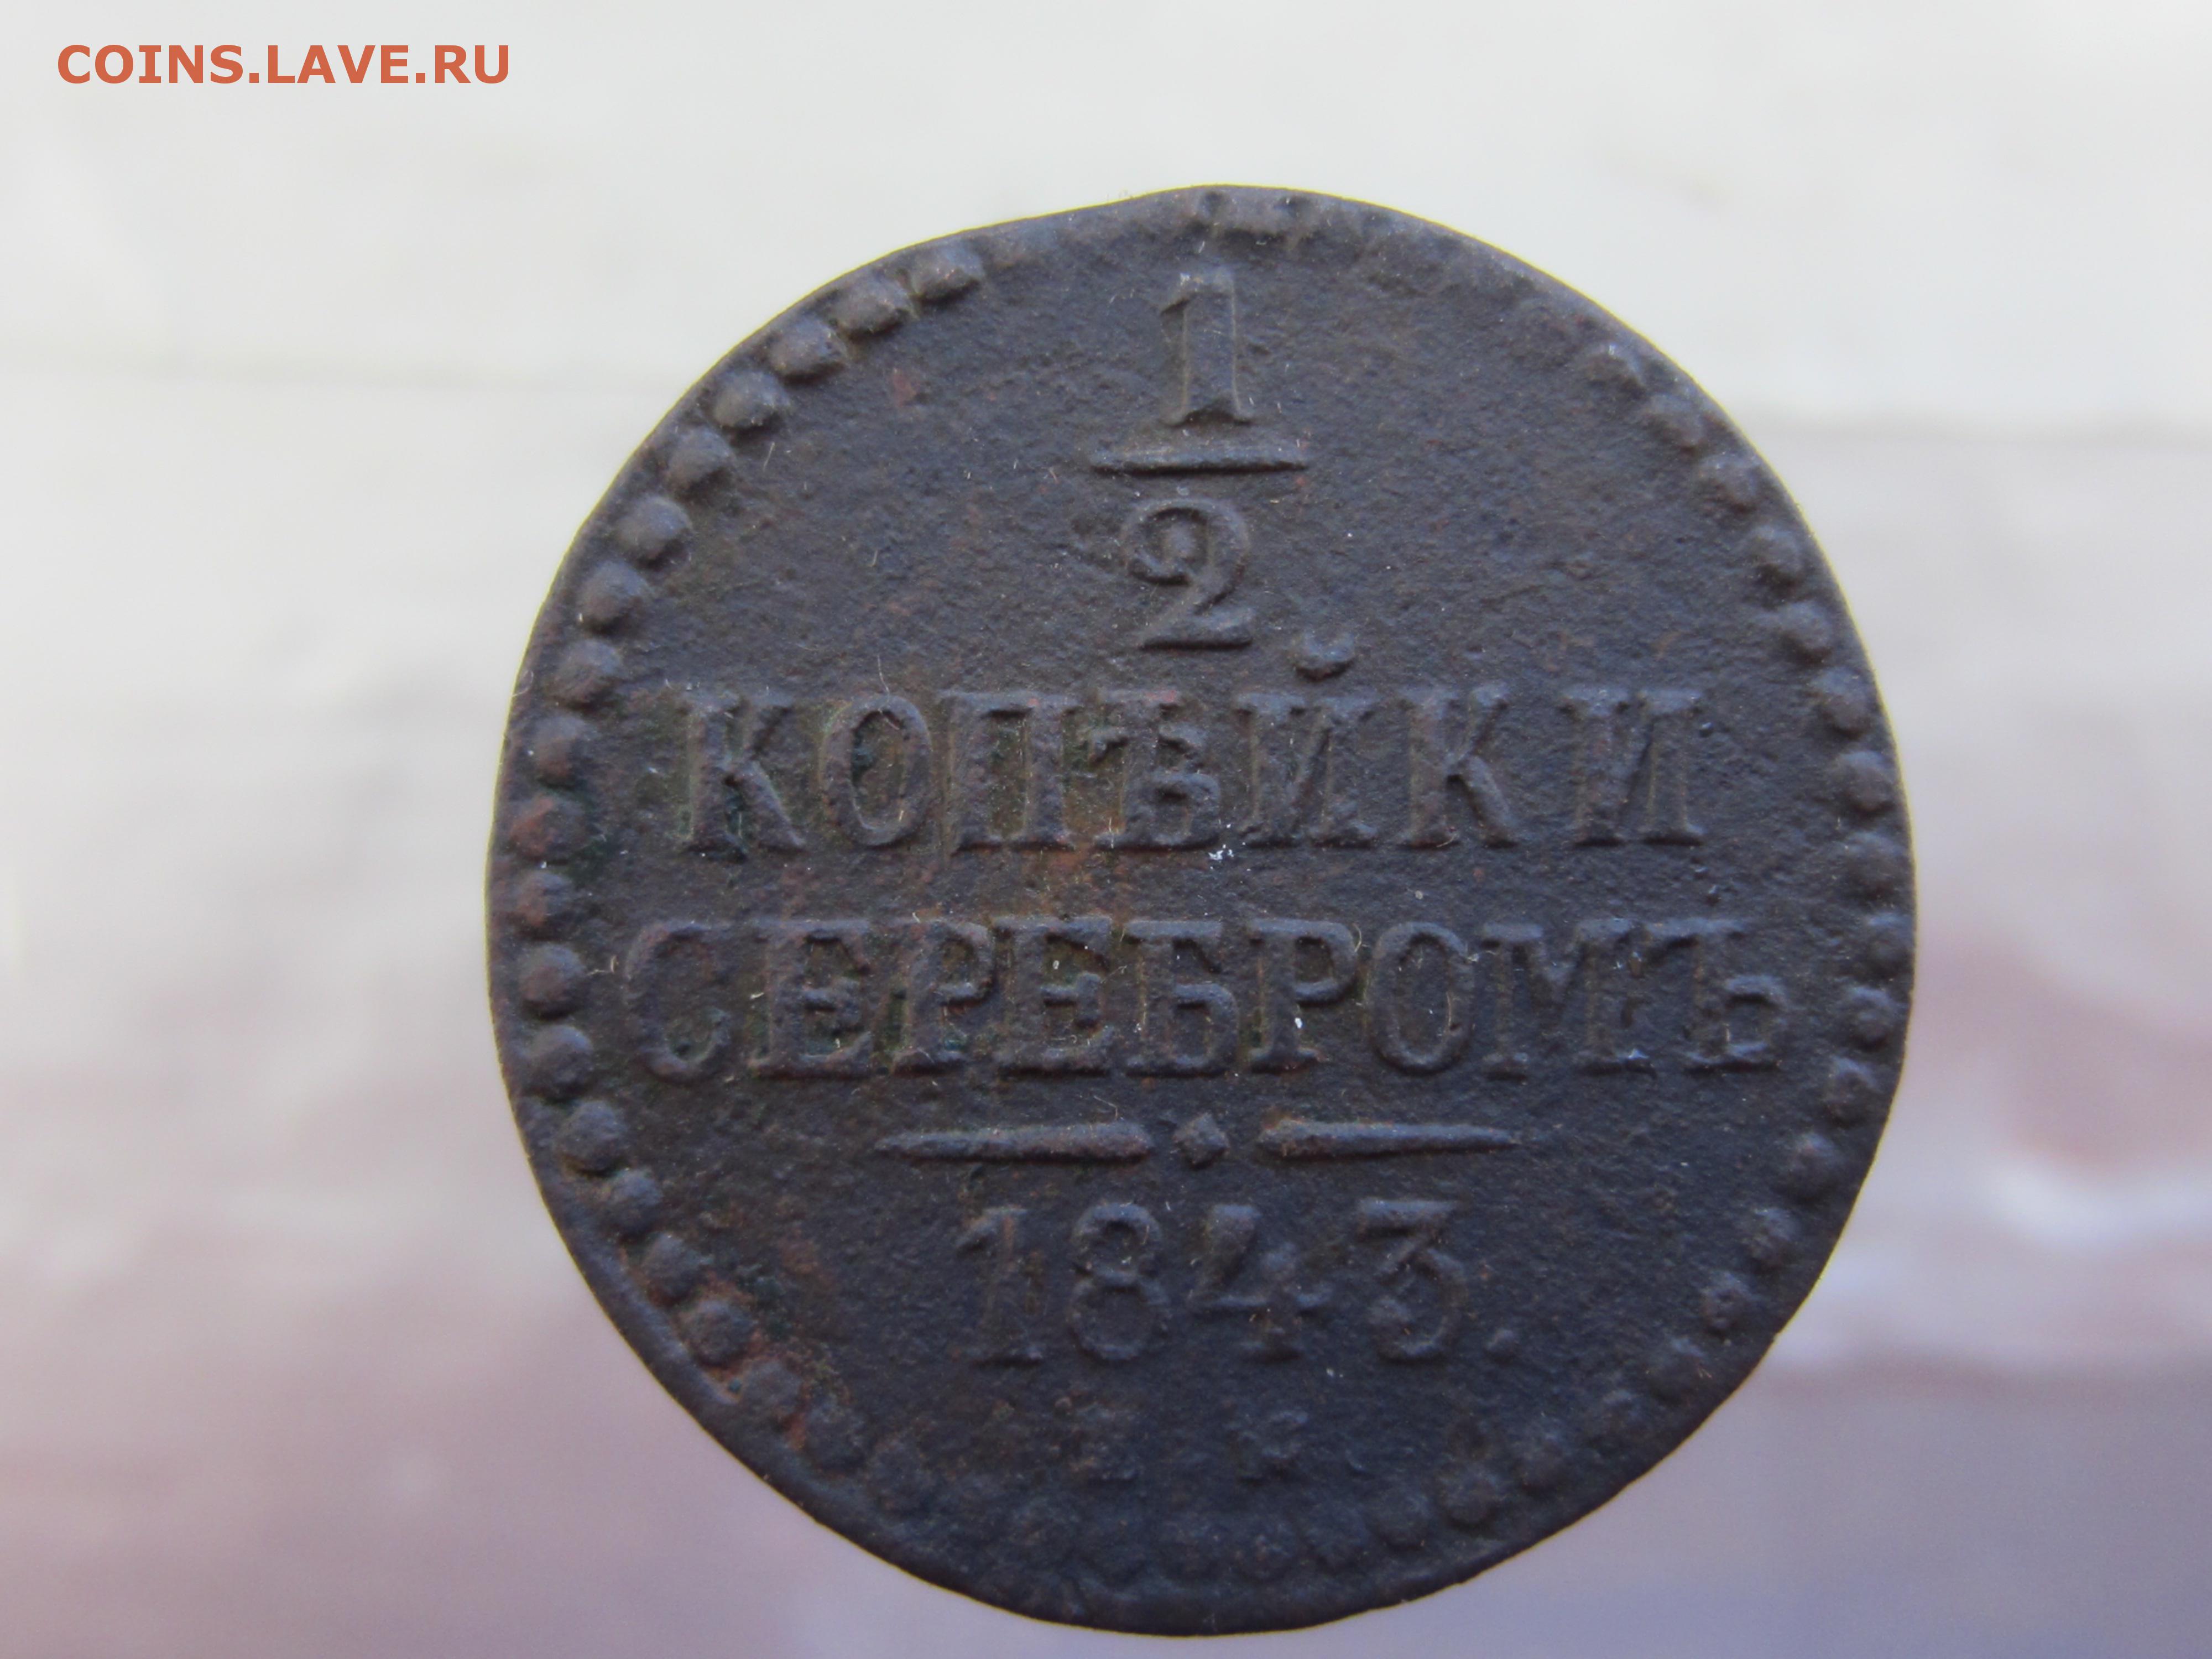 COINS.LAVE.RU
1
2
КОПѢЙКИ
СЕРЕБРОМЪ
1843.